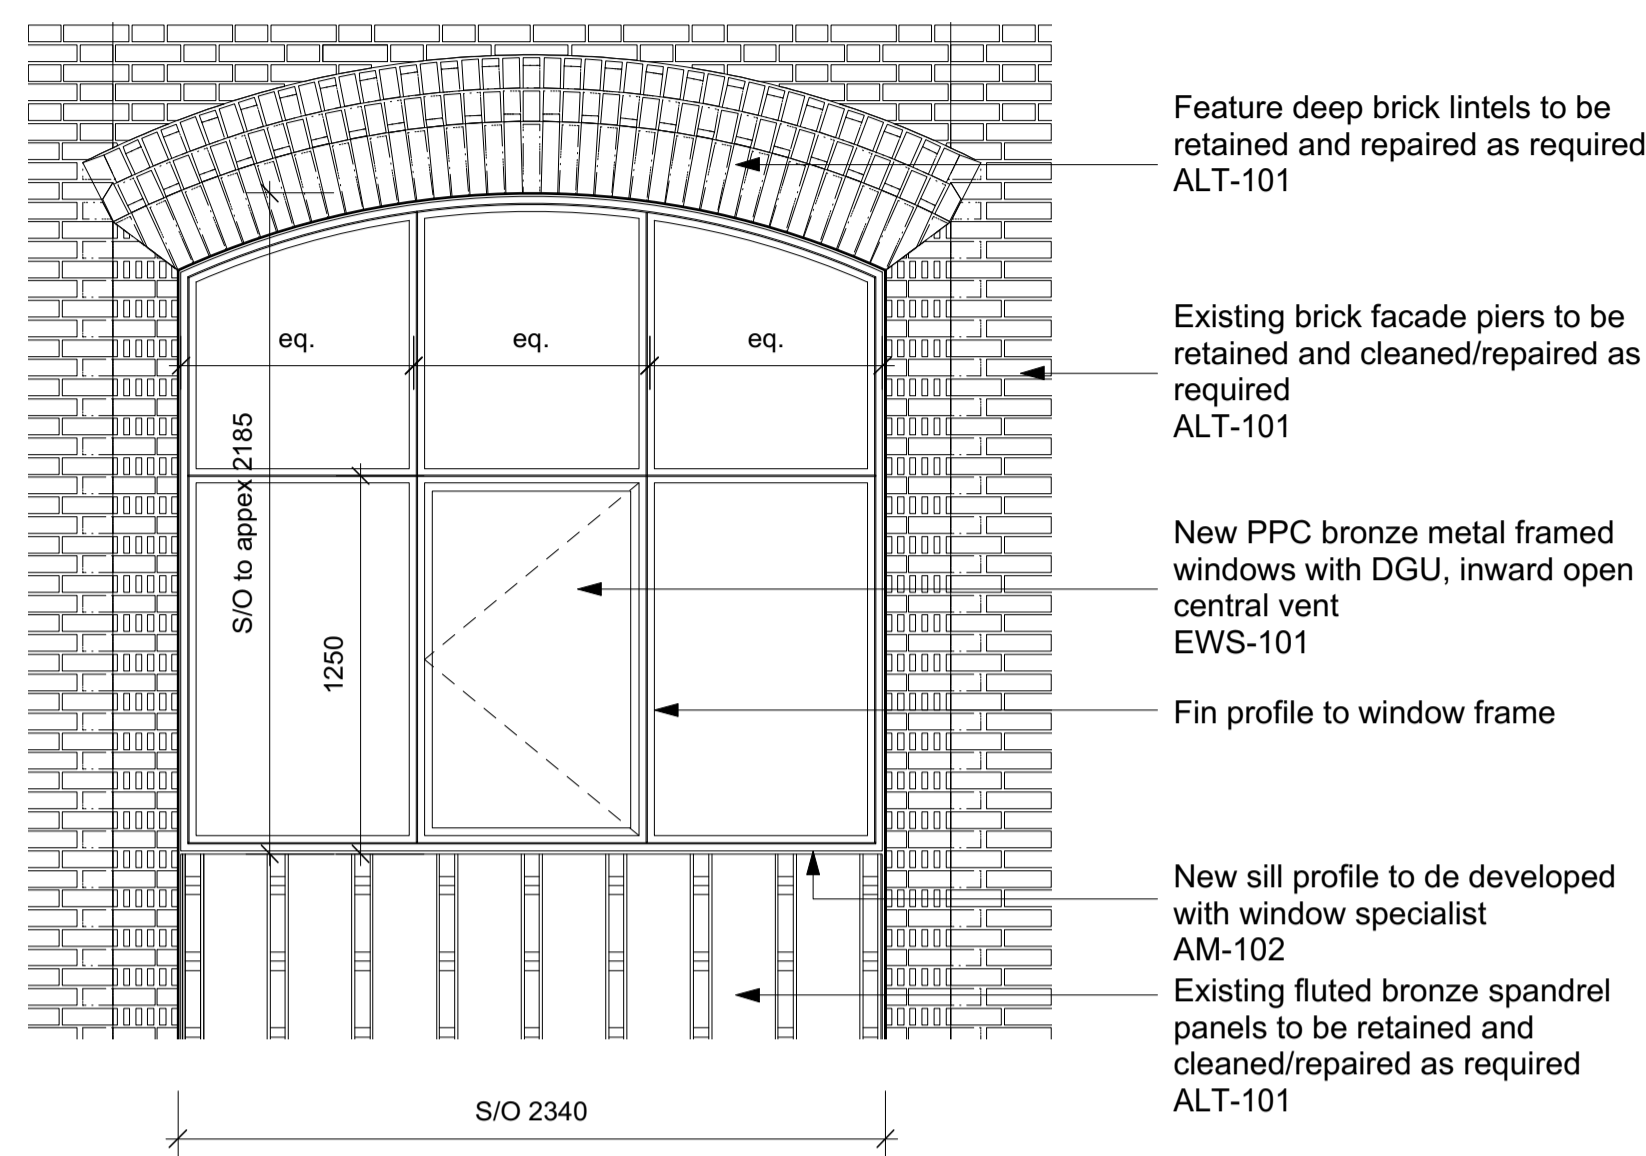 Feature deep brick lintels to be
retained and repaired as required
ALT-101
Existing brick facade piers to be
retained and cleaned/repaired as
required
ALT-101
eq.
eq.
eq.
S/O to appex 2185
1250
New PPC bronze metal framed
windows with DGU, inward open
central vent
EWS-101
Fin profile to window frame
New sill profile to de developed
with window specialist
AM-102
Existing fluted bronze spandrel
panels to be retained and
cleaned/repaired as required
ALT-101
S/O 2340